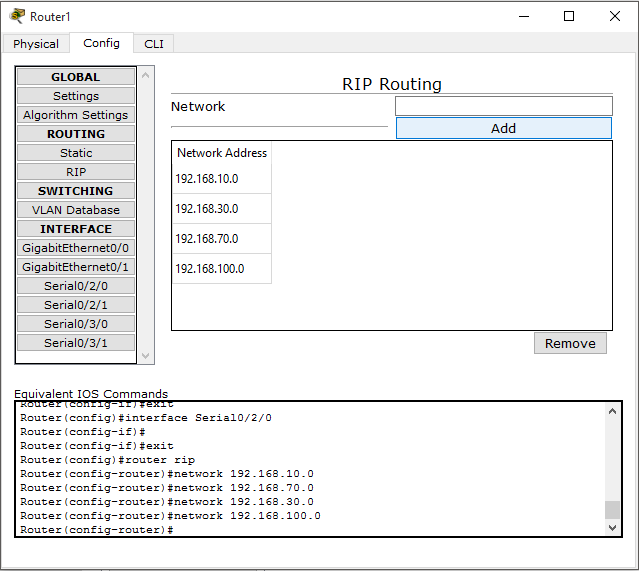 Router1
Physical Config CLI
GLOBAL
Settings
Algorithm Settings
ROUTING
Static
RIP
SWITCHING
VLAN Database
INTERFACE
GigabitEthernet0/0
GigabitEthernet0/1
Serial0/2/0
Serial0/2/1
Serial0/3/0
Serial0/3/1
RIP Routing
Network
Add
Network Address
192.168.10.0
192.168.30.0
192.168.70.0
192.168.100.0
Remove
Equivalent IOS Commands
Router(config-if)#exit
Router(config)#interface Serial0/2/0
Router(config-if)#
Router(config-if)#exit
Router(config)#router rip
Router(config-router)#network 192.168.10.0
Router(config-router)#network 192.168.70.0
Router(config-router)#network 192.168.30.0
Router(config-router)#network 192.168.100.0
Router(config-router)#